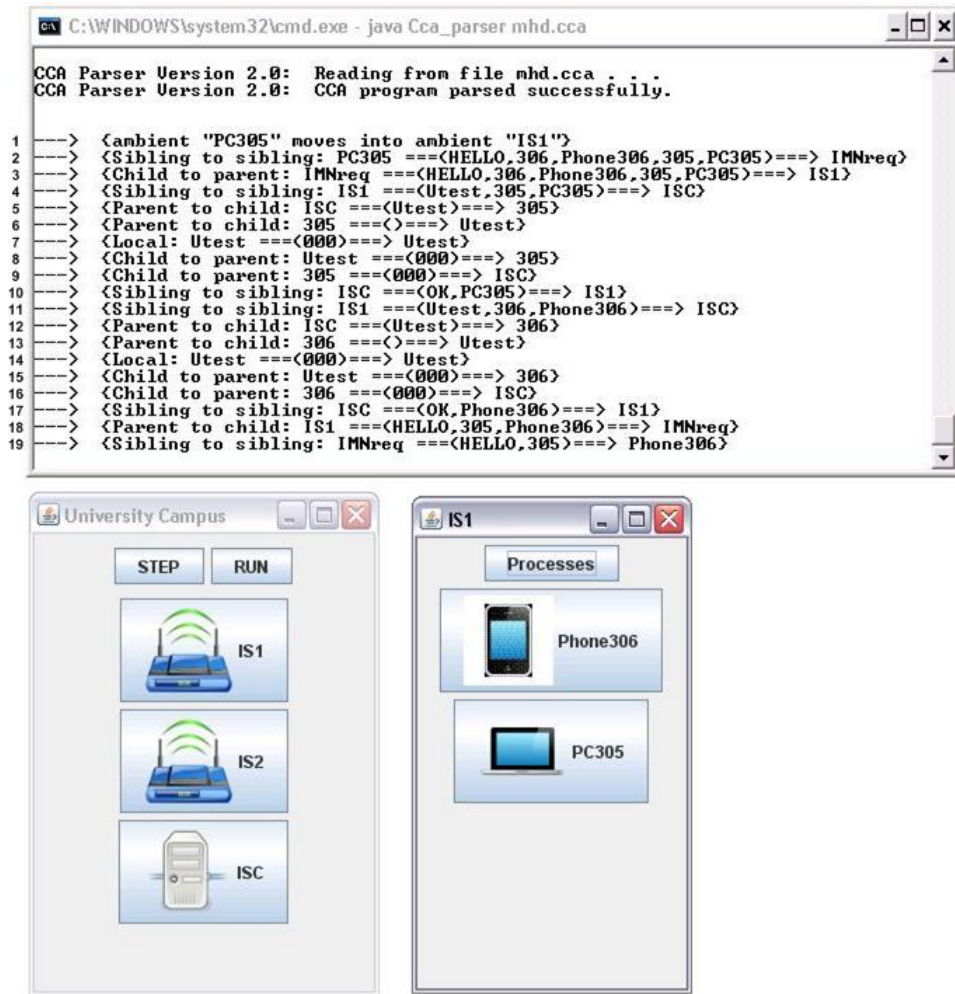 C:\WINDOWS\system32\cmd.exe - java Cca_parser mhd.cca
CCA Parser Version 2.0:  Reading from file mhd.cca . . .
CCA Parser Version 2.0:  CCA program parsed successfully.
1 ---> {ambient "PC305" moves into ambient "IS1"}
2 ---> {Sibling to sibling: PC305 ===(HELLO,306,Phone306,305,PC305)===> IMNreq}
3 ---> {Child to parent: IMNreq ===(HELLO,306,Phone306,305,PC305)===> IS1}
4 ---> {Sibling to sibling: IS1 ===(Utest,305,PC305)===> ISC}
5 ---> {Parent to child: ISC ===(Utest)===> 305}
6 ---> {Parent to child: 305 ===()===> Utest}
7 ---> {Local: Utest ===(000)===> Utest}
8 ---> {Child to parent: Utest ===(000)===> 305}
9 ---> {Child to parent: 305 ===(000)===> ISC}
10 ---> {Sibling to sibling: ISC ===(OK,PC305)===> IS1}
11 ---> {Sibling to sibling: IS1 ===(Utest,306,Phone306)===> ISC}
12 ---> {Parent to child: ISC ===(Utest)===> 306}
13 ---> {Parent to child: 306 ===()===> Utest}
14 ---> {Local: Utest ===(000)===> Utest}
15 ---> {Child to parent: Utest ===(000)===> 306}
16 ---> {Child to parent: 306 ===(000)===> ISC}
17 ---> {Sibling to sibling: ISC ===(OK,Phone306)===> IS1}
18 ---> {Parent to child: IS1 ===(HELLO,305,Phone306)===> IMNreq}
19 ---> {Sibling to sibling: IMNreq ===(HELLO,305)===> Phone306}
University Campus
STEP RUN
IS1
IS2
ISC
IS1
Processes
Phone306
PC305